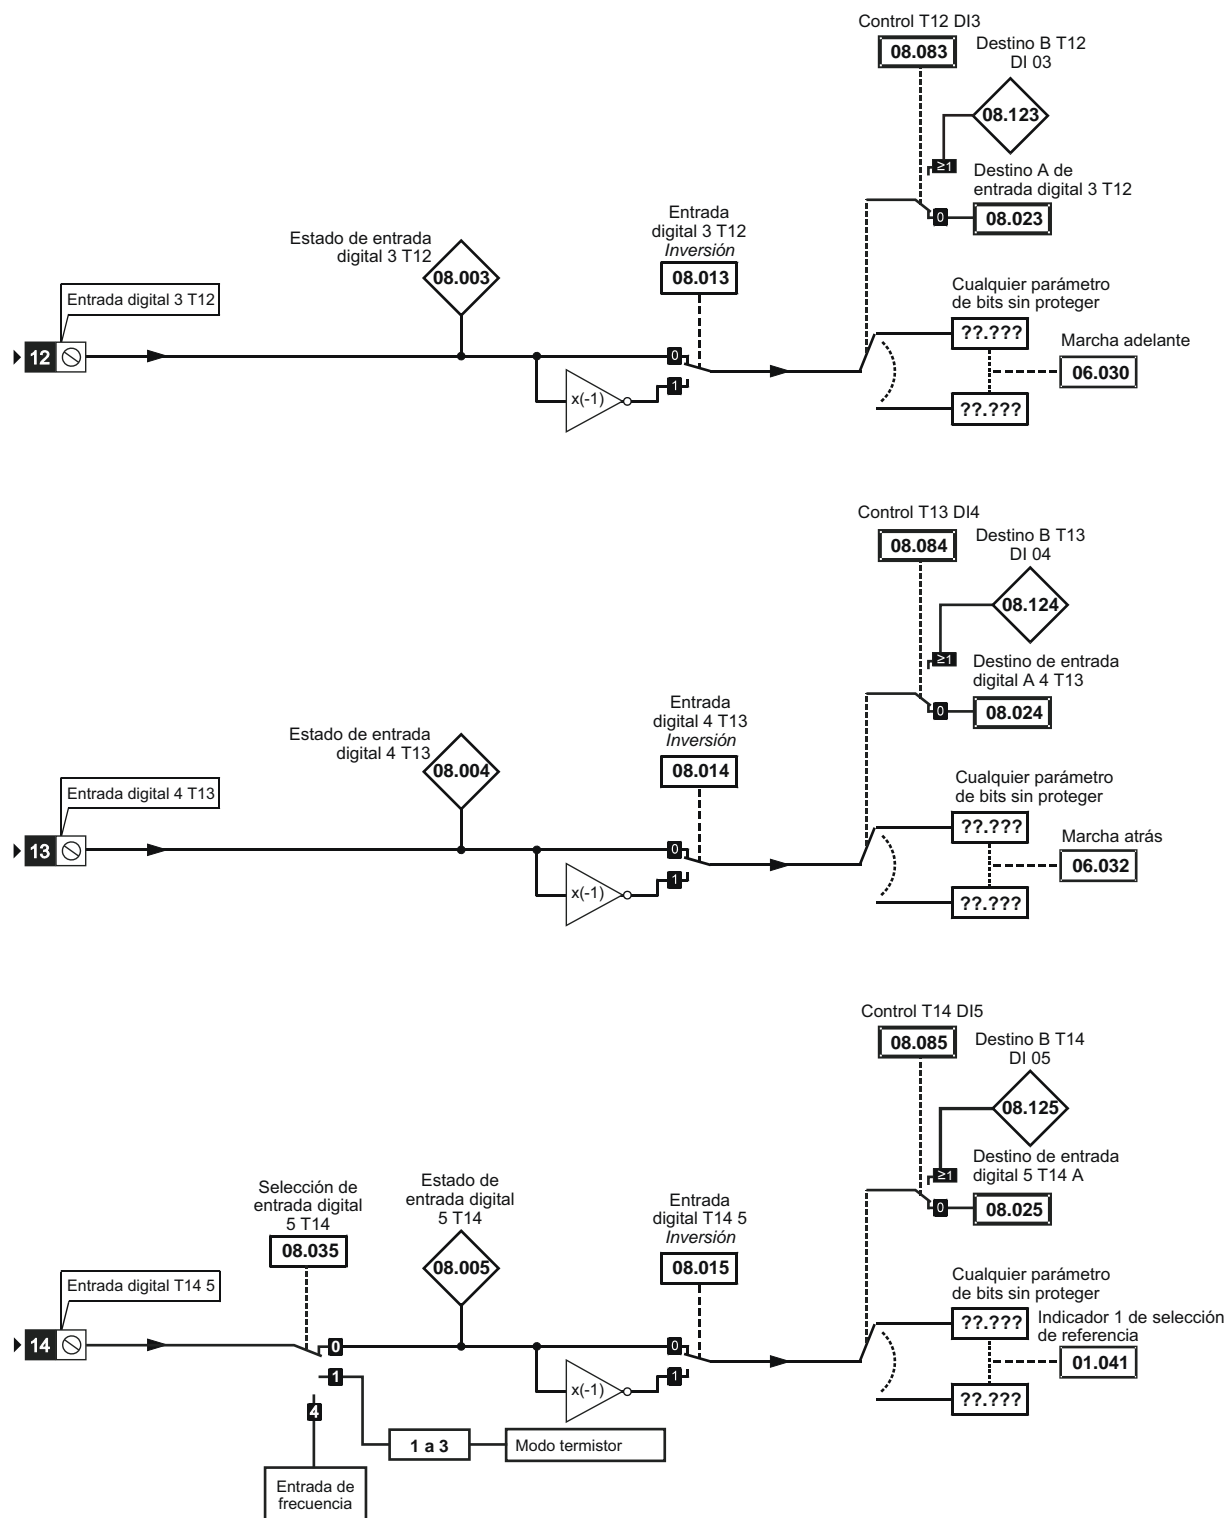 Control T12 DI3
08.083
Destino B T12
DI 03
08.123
≥1
Destino A de
entrada digital 3 T12
0
08.023
Estado de entrada
digital 3 T12
08.003
Entrada
digital 3 T12
Inversión
08.013
Entrada digital 3 T12
12
0
x(-1)
1
Cualquier parámetro
de bits sin proteger
??.???
Marcha adelante
06.030
??.???
Control T13 DI4
08.084
Destino B T13
DI 04
08.124
≥1
Destino de entrada
digital A 4 T13
0
08.024
Estado de entrada
digital 4 T13
08.004
Entrada
digital 4 T13
Inversión
08.014
Entrada digital 4 T13
13
0
x(-1)
1
Cualquier parámetro
de bits sin proteger
??.???
Marcha atrás
06.032
??.???
Control T14 DI5
08.085
Destino B T14
DI 05
08.125
≥1
Destino de entrada
digital 5 T14 A
0
08.025
Selección de
entrada digital
5 T14
08.035
Estado de
entrada digital
5 T14
08.005
Entrada
digital T14 5
Inversión
08.015
Entrada digital T14 5
14
0
1
4
0
x(-1)
1
Cualquier parámetro
de bits sin proteger
??.???
Indicador 1 de selección
de referencia
01.041
??.???
1 a 3
Modo termistor
Entrada de
frecuencia